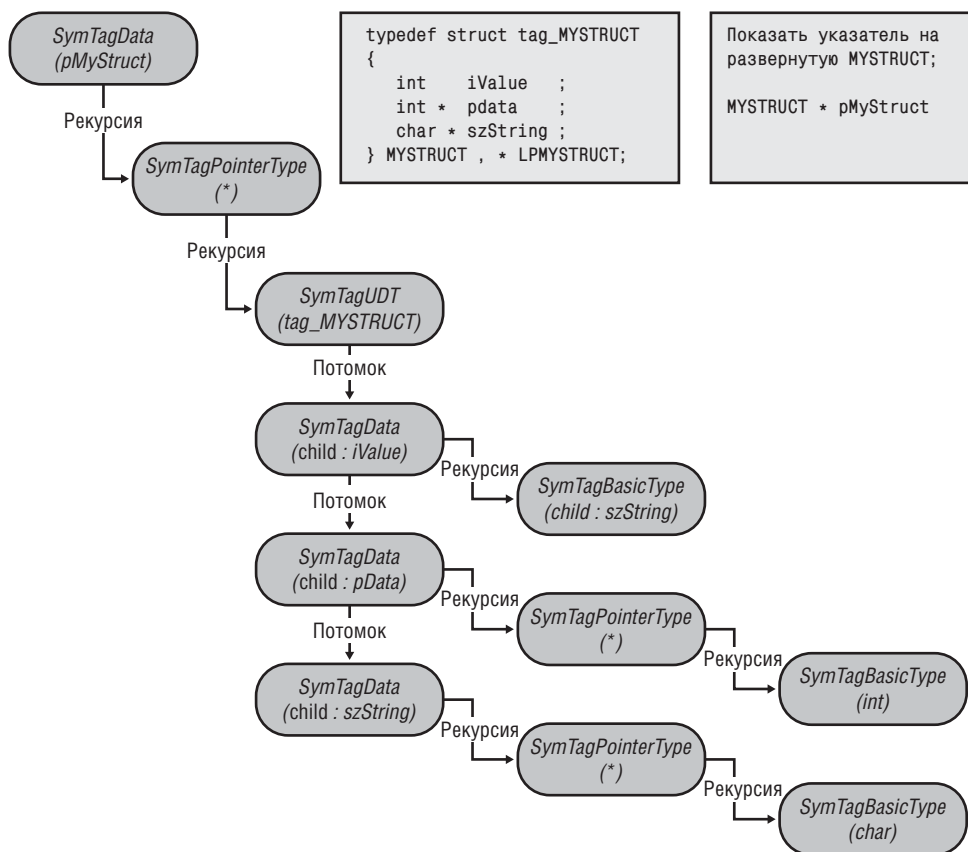 SymTagData
(pMyStruct)
typedef struct tag_MYSTRUCT
{
int iValue ;
int * pdata ;
char * szString ;
} MYSTRUCT , * LPMYSTRUCT;
Показать указатель на
развернутую MYSTRUCT;
MYSTRUCT * pMyStruct
Рекурсия
SymTagPointerType
(*)
Рекурсия
SymTagUDT
(tag_MYSTRUCT)
Потомок
SymTagData
(child : iValue)
Рекурсия
SymTagBasicType
(child : szString)
Потомок
SymTagData
(child : pData)
Рекурсия
SymTagPointerType
(*)
Рекурсия
SymTagBasicType
(int)
Потомок
SymTagData
(child : szString)
Рекурсия
SymTagPointerType
(*)
Рекурсия
SymTagBasicType
(char)